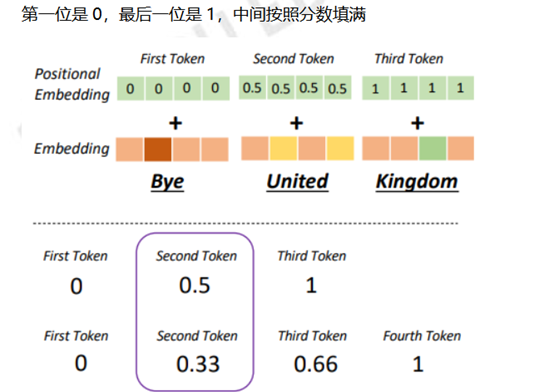 第一位是 0，最后一位是 1，中间按照分数填满
First Token Second Token Third Token
Positional Embedding 0 0 0 0 0.5 0.5 0.5 0.5 1 1 1 1
+ + +
Embedding
Bye United Kingdom
First Token Second Token Third Token
0 0.5 1
First Token Second Token Third Token Fourth Token
0 0.33 0.66 1